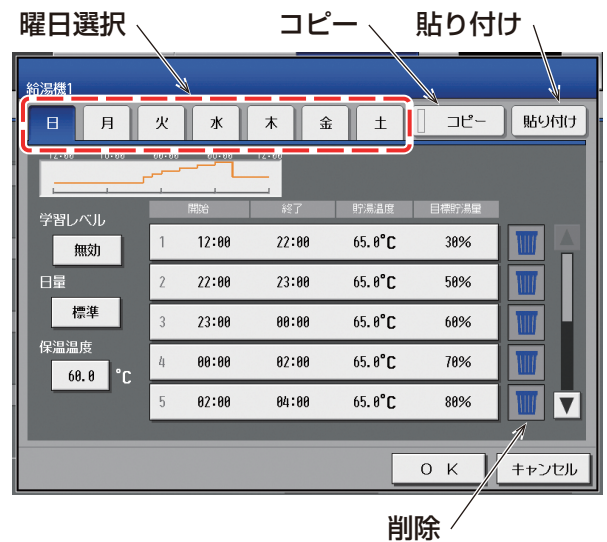 曜日選択 コピー 貼り付け
給湯機1
日 月 火 水 木 金 土 コピー 貼り付け
開始 終了 貯湯温度 目標貯湯量
学習レベル
無効
日量
標準
保温温度
60.0 °C
1 12:00 22:00 65.0°C 30%
2 22:00 23:00 65.0°C 50%
3 23:00 00:00 65.0°C 60%
4 00:00 02:00 65.0°C 70%
5 02:00 04:00 65.0°C 80%
OK キャンセル
削除